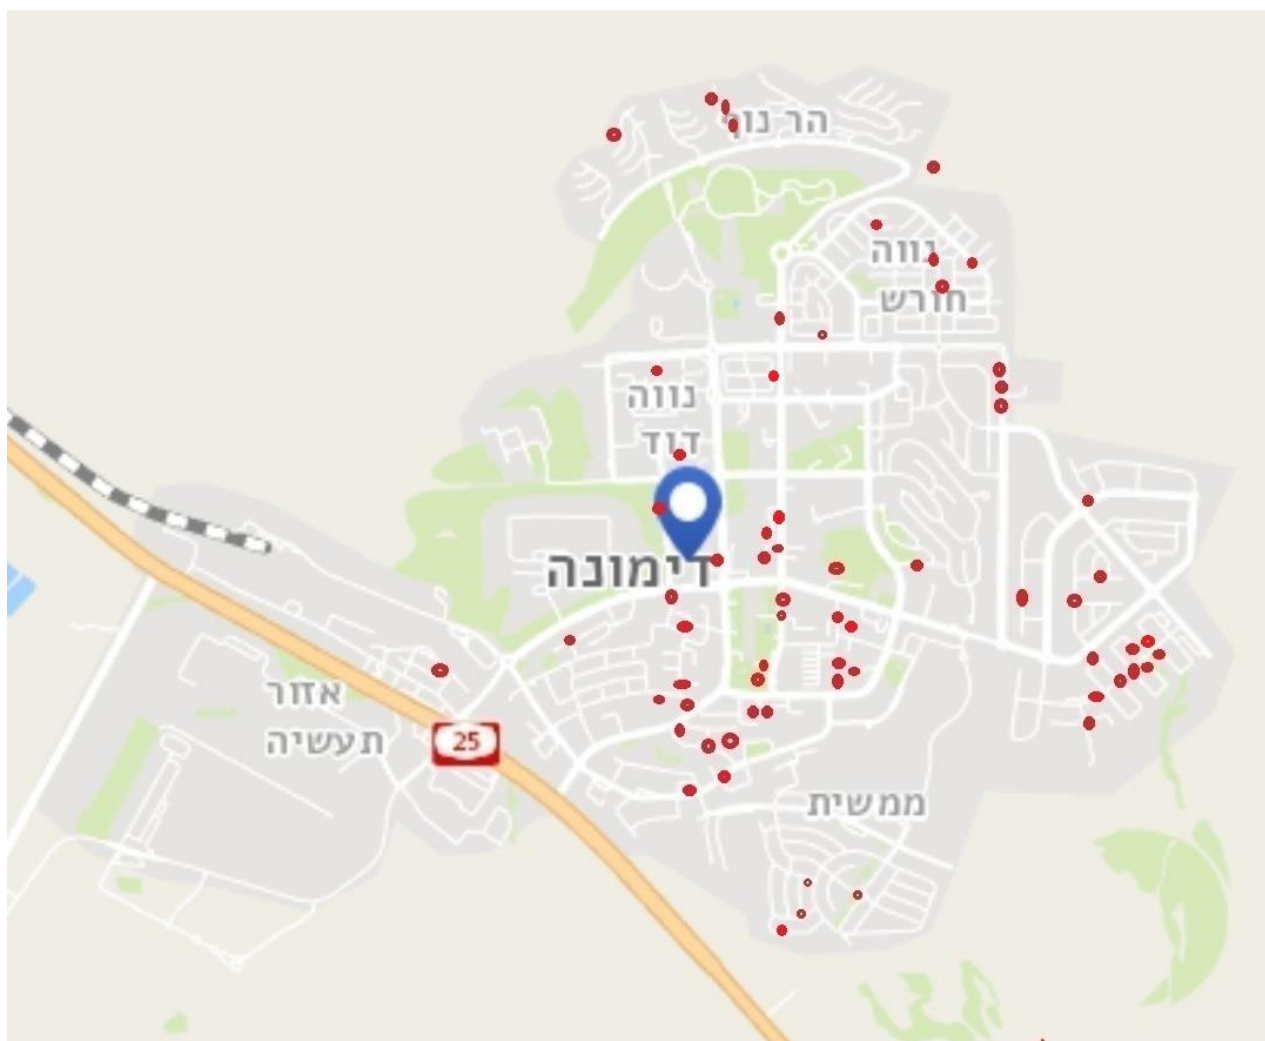 הר נוף
נווה
חורש
נווה
דוד
דימונה
אזור
תעשיה
25
ממשית